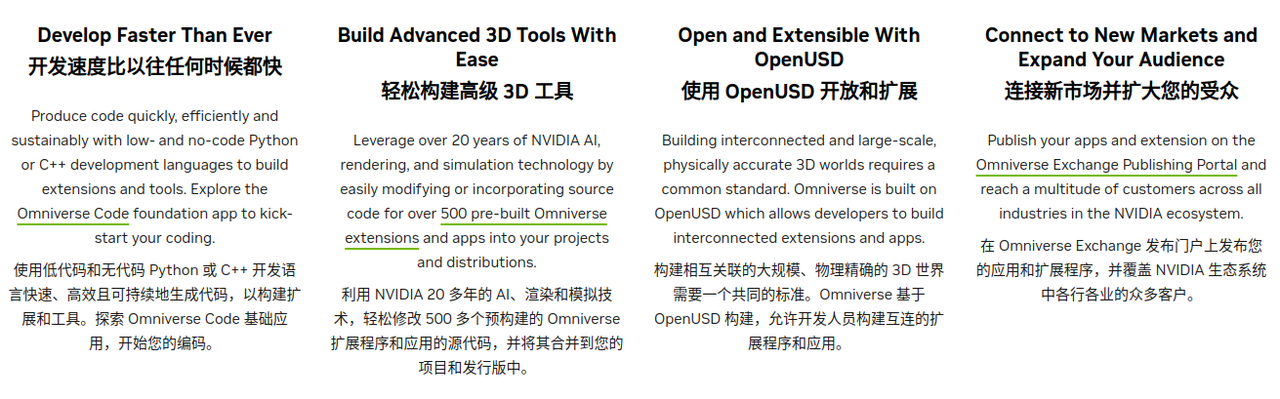 Develop Faster Than Ever
开发速度比以往任何时候都快
Produce code quickly, efficiently and
sustainably with low- and no-code Python
or C++ development languages to build
extensions and tools. Explore the
Omniverse Code foundation app to kick-
start your coding.
使用低代码和无代码 Python 或 C++ 开发语
言快速、高效且可持续地生成代码，以构建扩
展和工具。探索 Omniverse Code 基础应
用，开始您的编码。
Build Advanced 3D Tools With
Ease
轻松构建高级 3D 工具
Leverage over 20 years of NVIDIA AI,
rendering, and simulation technology by
easily modifying or incorporating source
code for over 500 pre-built Omniverse
extensions and apps into your projects
and distributions.
利用 NVIDIA 20 多年的 AI、渲染和模拟技
术，轻松修改 500 多个预构建的 Omniverse
扩展程序和应用的源代码，并将其合并到您的
项目和发行版中。
Open and Extensible With
OpenUSD
使用 OpenUSD 开放和扩展
Building interconnected and large-scale,
physically accurate 3D worlds requires a
common standard. Omniverse is built on
OpenUSD which allows developers to build
interconnected extensions and apps.
构建相互关联的大规模、物理精确的 3D 世界
需要一个共同的标准。Omniverse 基于
OpenUSD 构建，允许开发人员构建互连的扩
展程序和应用。
Connect to New Markets and
Expand Your Audience
连接新市场并扩大您的受众
Publish your apps and extension on the
Omniverse Exchange Publishing Portal and
reach a multitude of customers across all
industries in the NVIDIA ecosystem.
在 Omniverse Exchange 发布门户上发布您
的应用和扩展程序，并覆盖 NVIDIA 生态系统
中各行各业的众多客户。